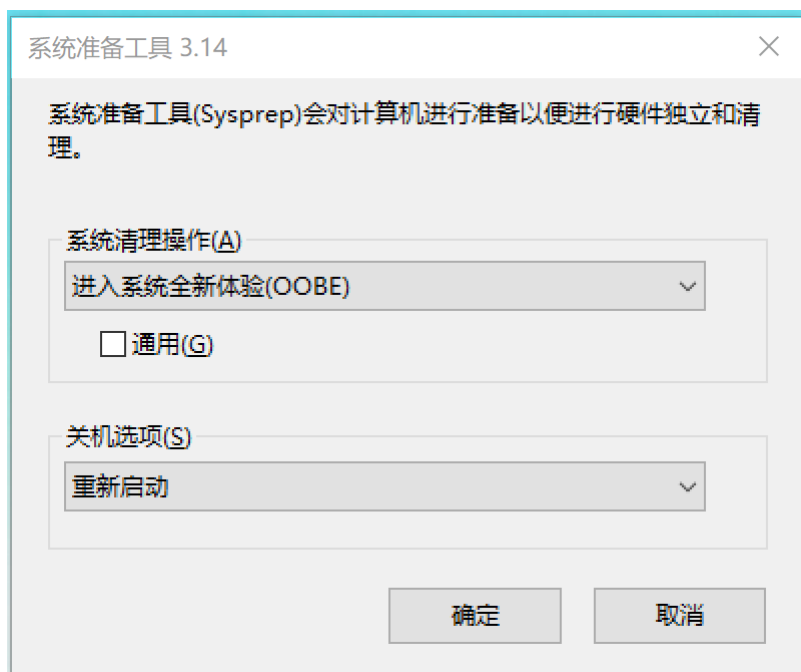 系统准备工具 3.14
系统准备工具(Sysprep)会对计算机进行准备以便进行硬件独立和清
理。
系统清理操作(A)
进入系统全新体验(OOBE)
通用(G)
关机选项(S)
重新启动
确定
取消